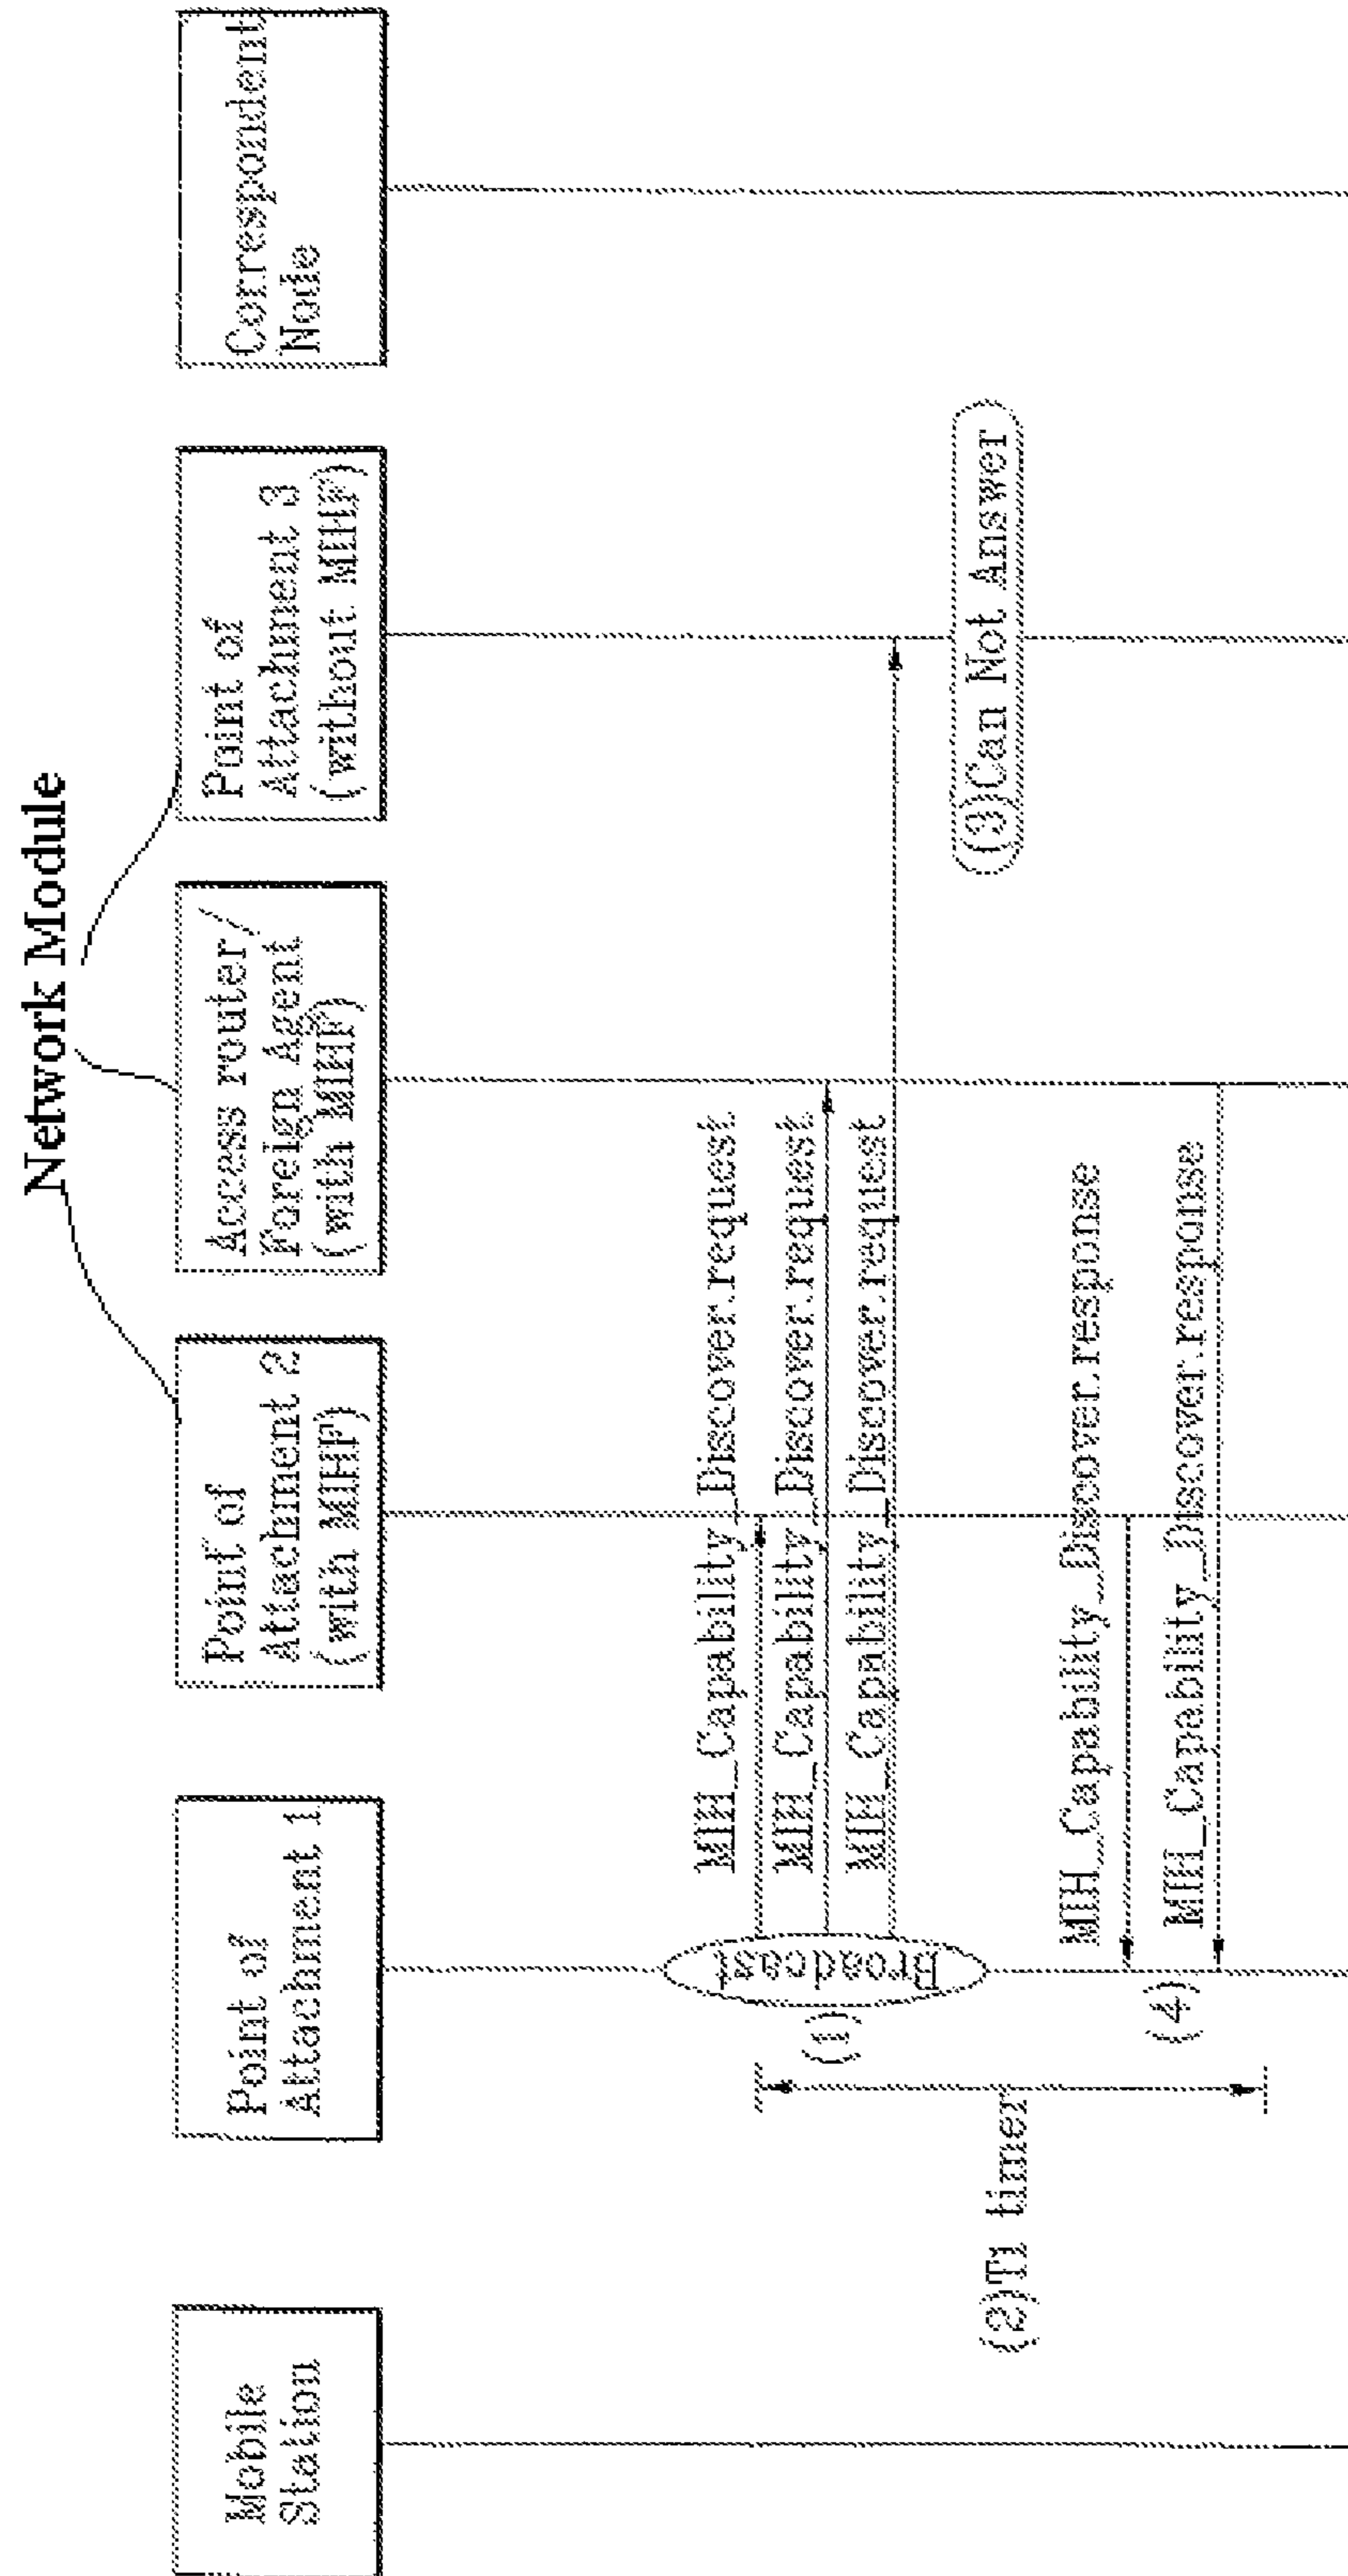 Network Module
Mobile
Station
Point of
Attachment 1
Point of
Attachment 2
(with MIHF)
Access router/
Foreign Agent
(with MIHF)
Point of
Attachment 3
(without MIHF)
Correspondent
Node
(1)
Broadcast
MIH_Capability_Discover.request
MIH_Capability_Discover.request
MIH_Capability_Discover.request
(2)T1 timer
(3)Can Not Answer
(4)
MIH_Capability_Discover.response
MIH_Capability_Discover.response